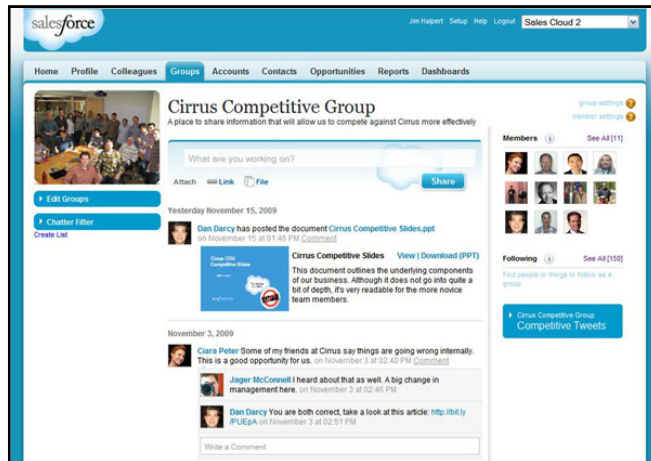 salesforce
Jim Halpert Setup Help Logout Sales Cloud 2
Home Profile Colleagues Groups Accounts Contacts Opportunities Reports Dashboards
Cirrus Competitive Group
A place to share information that will allow us to compete against Cirrus more effectively
group settings ?
member settings ?
What are you working on?
Attach Link File Share
Edit Groups
Chatter Filter
Create List
Members See All [11]
Yesterday November 15, 2009
Dan Darcy has posted the document Cirrus Competitive Slides.ppt
on November 15 at 01:46 PM Comment
Cirrus CRM
Competitive Slides
salesforce
Cirrus Competitive Slides View | Download (PPT)
This document outlines the underlying components
of our business. Although it does not go into quite a
bit of depth, it's very readable for the more novice
team members.
Following See All [150]
Find people or things to follow as a
group
Cirrus Competitive Group
Competitive Tweets
November 3, 2009
Ciara Peter Some of my friends at Cirrus say things are going wrong internally.
This is a good opportunity for us. on November 3 at 02:40 PM Comment
Jager McConnell I heard about that as well. A big change in
management here. on November 3 at 02:46 PM
Dan Darcy You are both correct, take a look at this article: http://bit.ly
/PUEpA on November 3 at 02:51 PM
Write a Comment